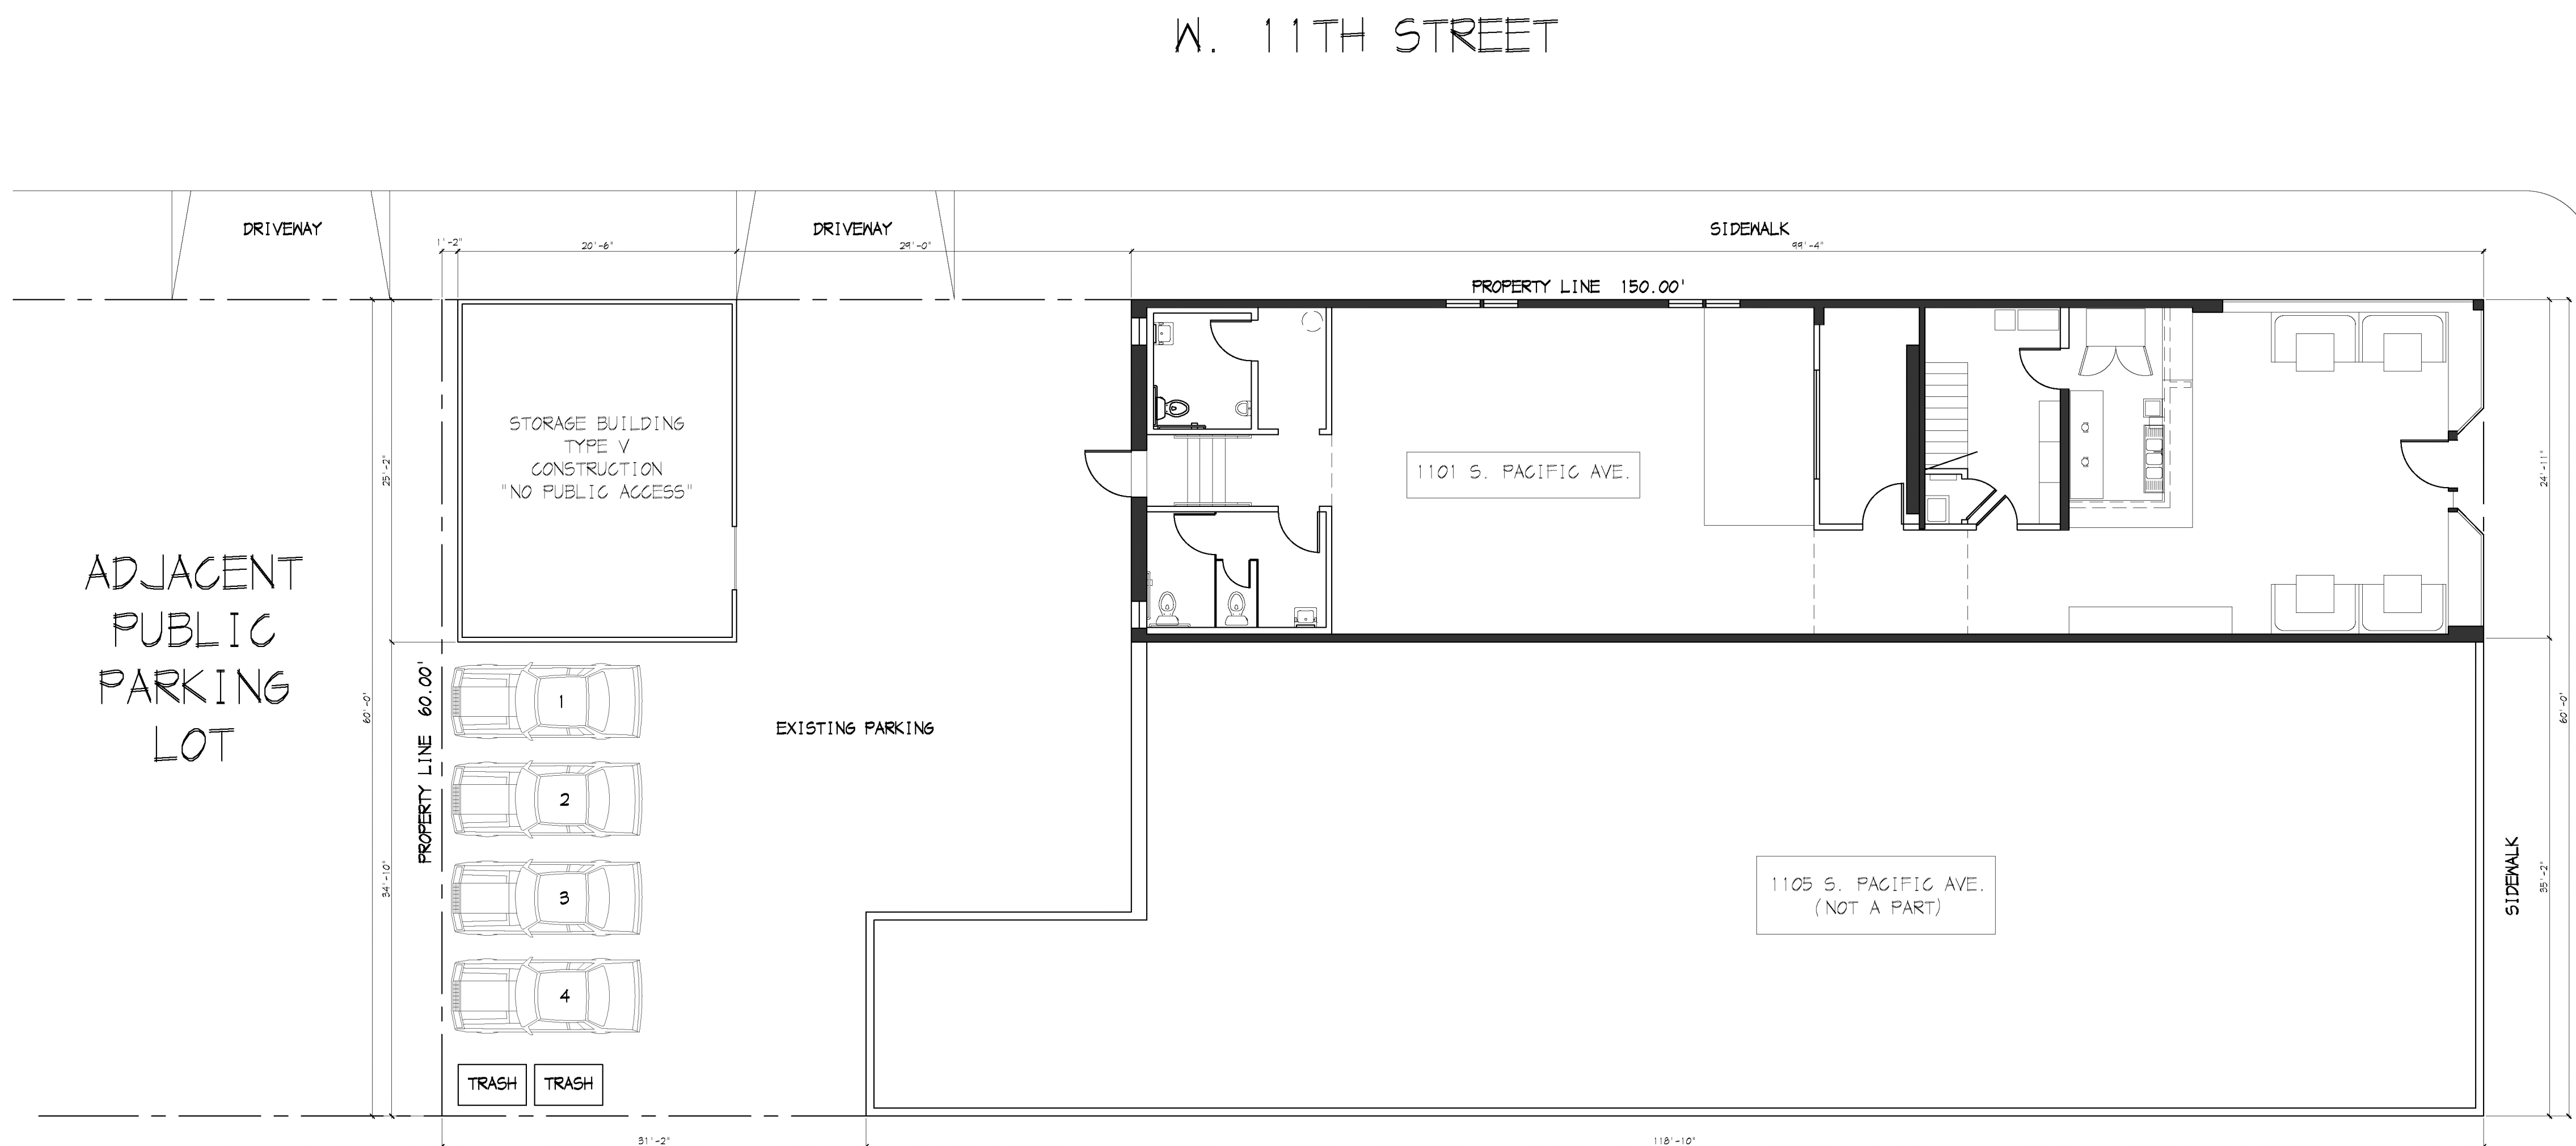 W. 11TH STREET
DRIVEWAY
DRIVEWAY
SIDEWALK
1'-2"
20'-6"
29'-0"
99'-4"
PROPERTY LINE 150.00'
STORAGE BUILDING
TYPE V
CONSTRUCTION
"NO PUBLIC ACCESS"
25'-2"
1101 S. PACIFIC AVE.
24'-11"
ADJACENT
PUBLIC
PARKING
LOT
60'-0"
PROPERTY LINE 60.00'
34'-10"
1
2
3
4
EXISTING PARKING
60'-0"
1105 S. PACIFIC AVE.
(NOT A PART)
SIDEWALK
35'-2"
TRASH
TRASH
31'-2"
118'-10"